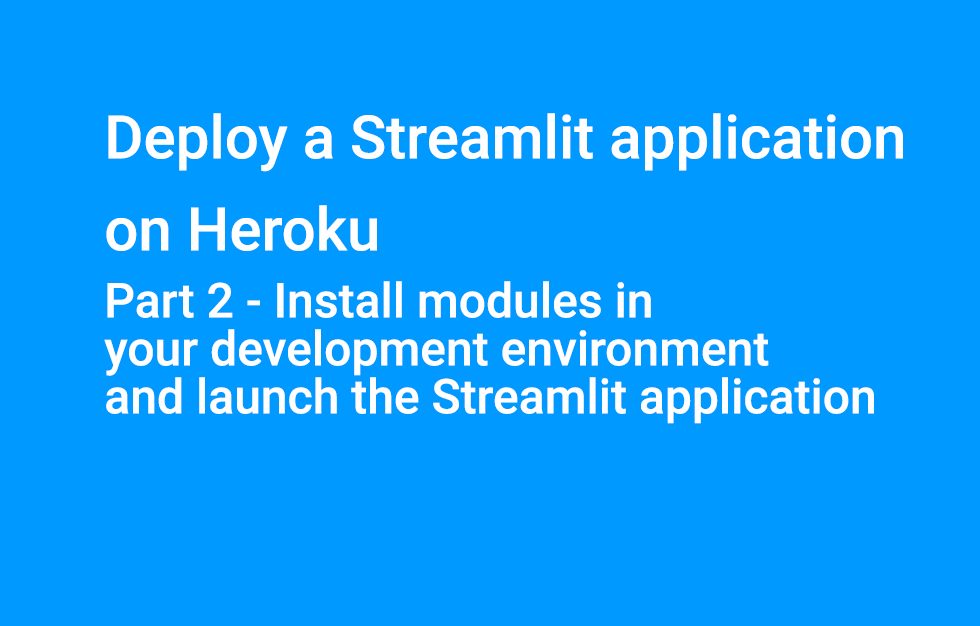 Deploy a Streamlit application
on Heroku
Part 2 - Install modules in
your development environment
and launch the Streamlit application